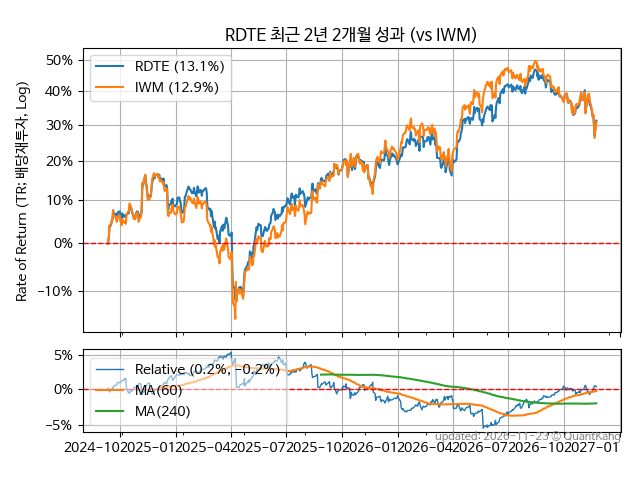 RDTE 최근 2년 2개월 성과 (vs IWM)
Rate of Return (TR: 배당재투자, Log)
50%
40%
30%
20%
10%
0%
−10%
RDTE (13.1%)
IWM (12.9%)
5%
0%
−5%
Relative (0.2%, −0.2%)
MA(60)
MA(240)
2024-10 2025-01 2025-04 2025-07 2025-10 2026-01 2026-04 2026-07 2026-10 2027-01
updated: 2026-11-23 © QuantKang